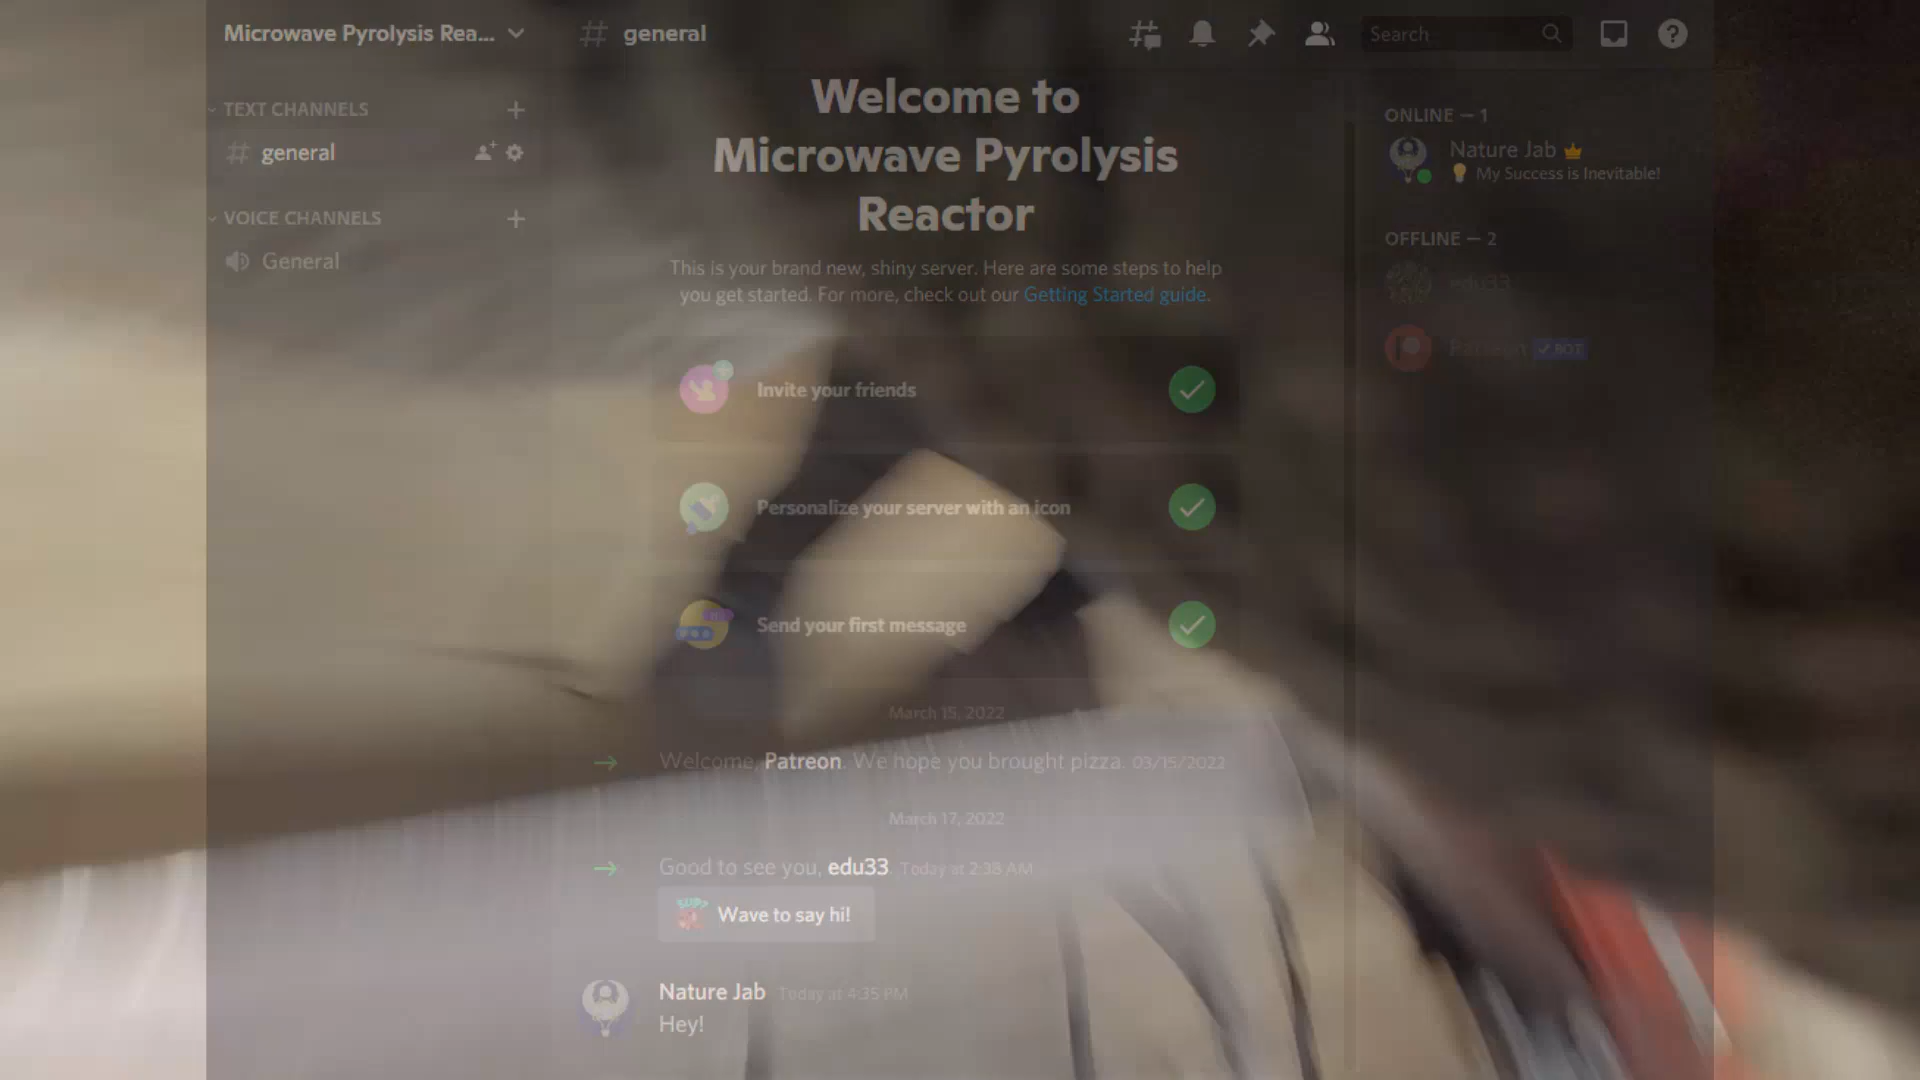 Microwave Pyrolysis Rea...
TEXT CHANNELS
general
VOICE CHANNELS
General
general
Search
Welcome to
Microwave Pyrolysis
Reactor
This is your brand new, shiny server. Here are some steps to help
you get started. For more, check out our Getting Started guide.
Invite your friends
Personalize your server with an icon
Send your first message
March 15, 2022
Welcome, Patreon. We hope you brought pizza. 03/15/2022
March 17, 2022
Good to see you, edu33. Today at 2:38 AM
SUP?
Wave to say hi!
Nature Jab Today at 4:35 PM
Hey!
ONLINE — 1
Nature Jab
My Success is Inevitable!
OFFLINE — 2
edu33
Patreon BOT